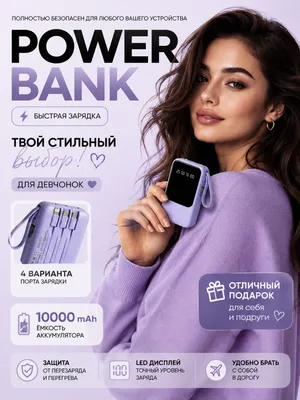 ПОЛНОСТЬЮ БЕЗОПАСЕН ДЛЯ ЛЮБОГО ВАШЕГО УСТРОЙСТВА
POWER
BANK
БЫСТРАЯ ЗАРЯДКА
ТВОЙ СТИЛЬНЫЙ
выбор!
ДЛЯ ДЕВЧОНОК
4 ВАРИАНТА
ПОРТА ЗАРЯДКИ
10000 mAh
ЁМКОСТЬ
АККУМУЛЯТОРА
ОТЛИЧНЫЙ
ПОДАРОК
для себя
и подруги
ЗАЩИТА
ОТ ПЕРЕЗАРЯДА
И ПЕРЕГРЕВА
100
LED ДИСПЛЕЙ
ТОЧНЫЙ УРОВЕНЬ
ЗАРЯДА
УДОБНО БРАТЬ
С СОБОЙ
В ДОРОГУ